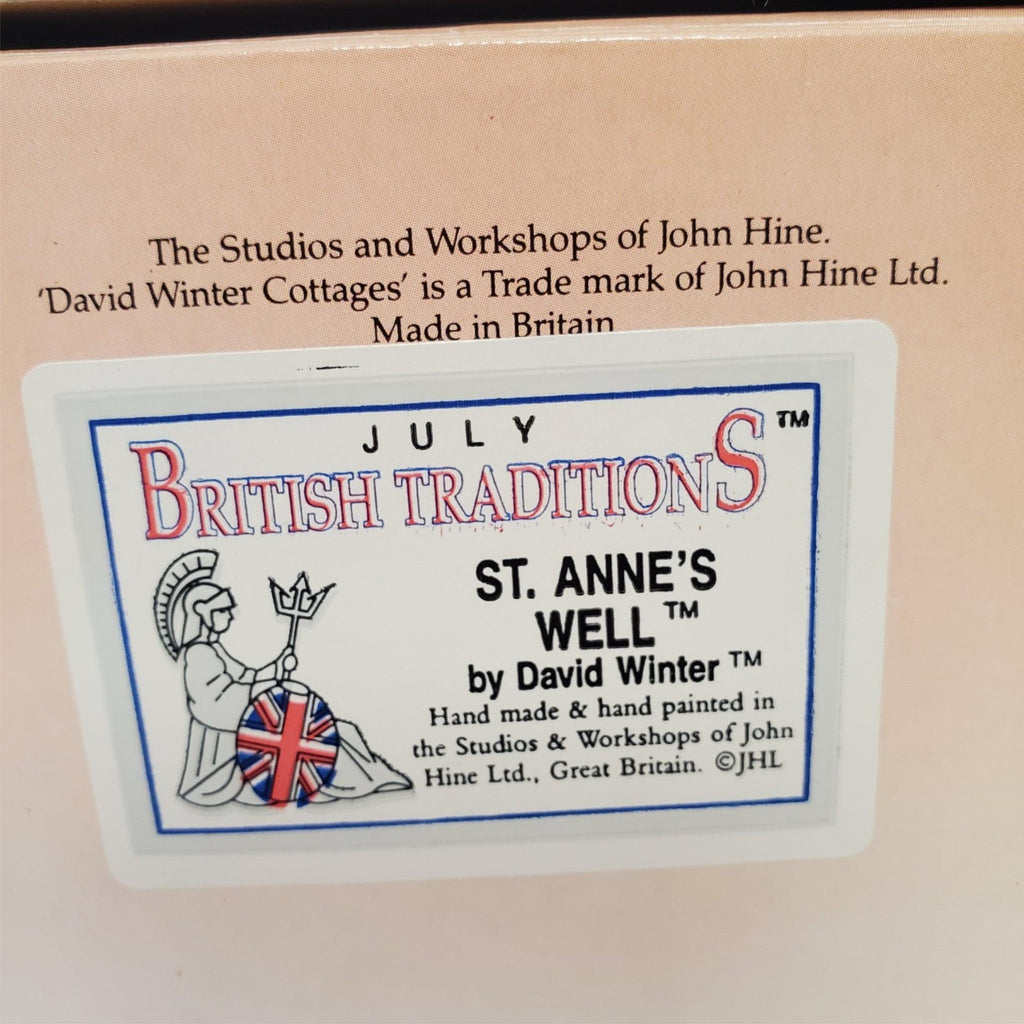 The Studios and Workshops of John Hine.
'David Winter Cottages' is a Trade mark of John Hine Ltd.
Made in Britain
JULY
BRITISH TRADITIONS™
ST. ANNE'S
WELL™
by David Winter™
Hand made & hand painted in
the Studios & Workshops of John
Hine Ltd., Great Britain. ©JHL